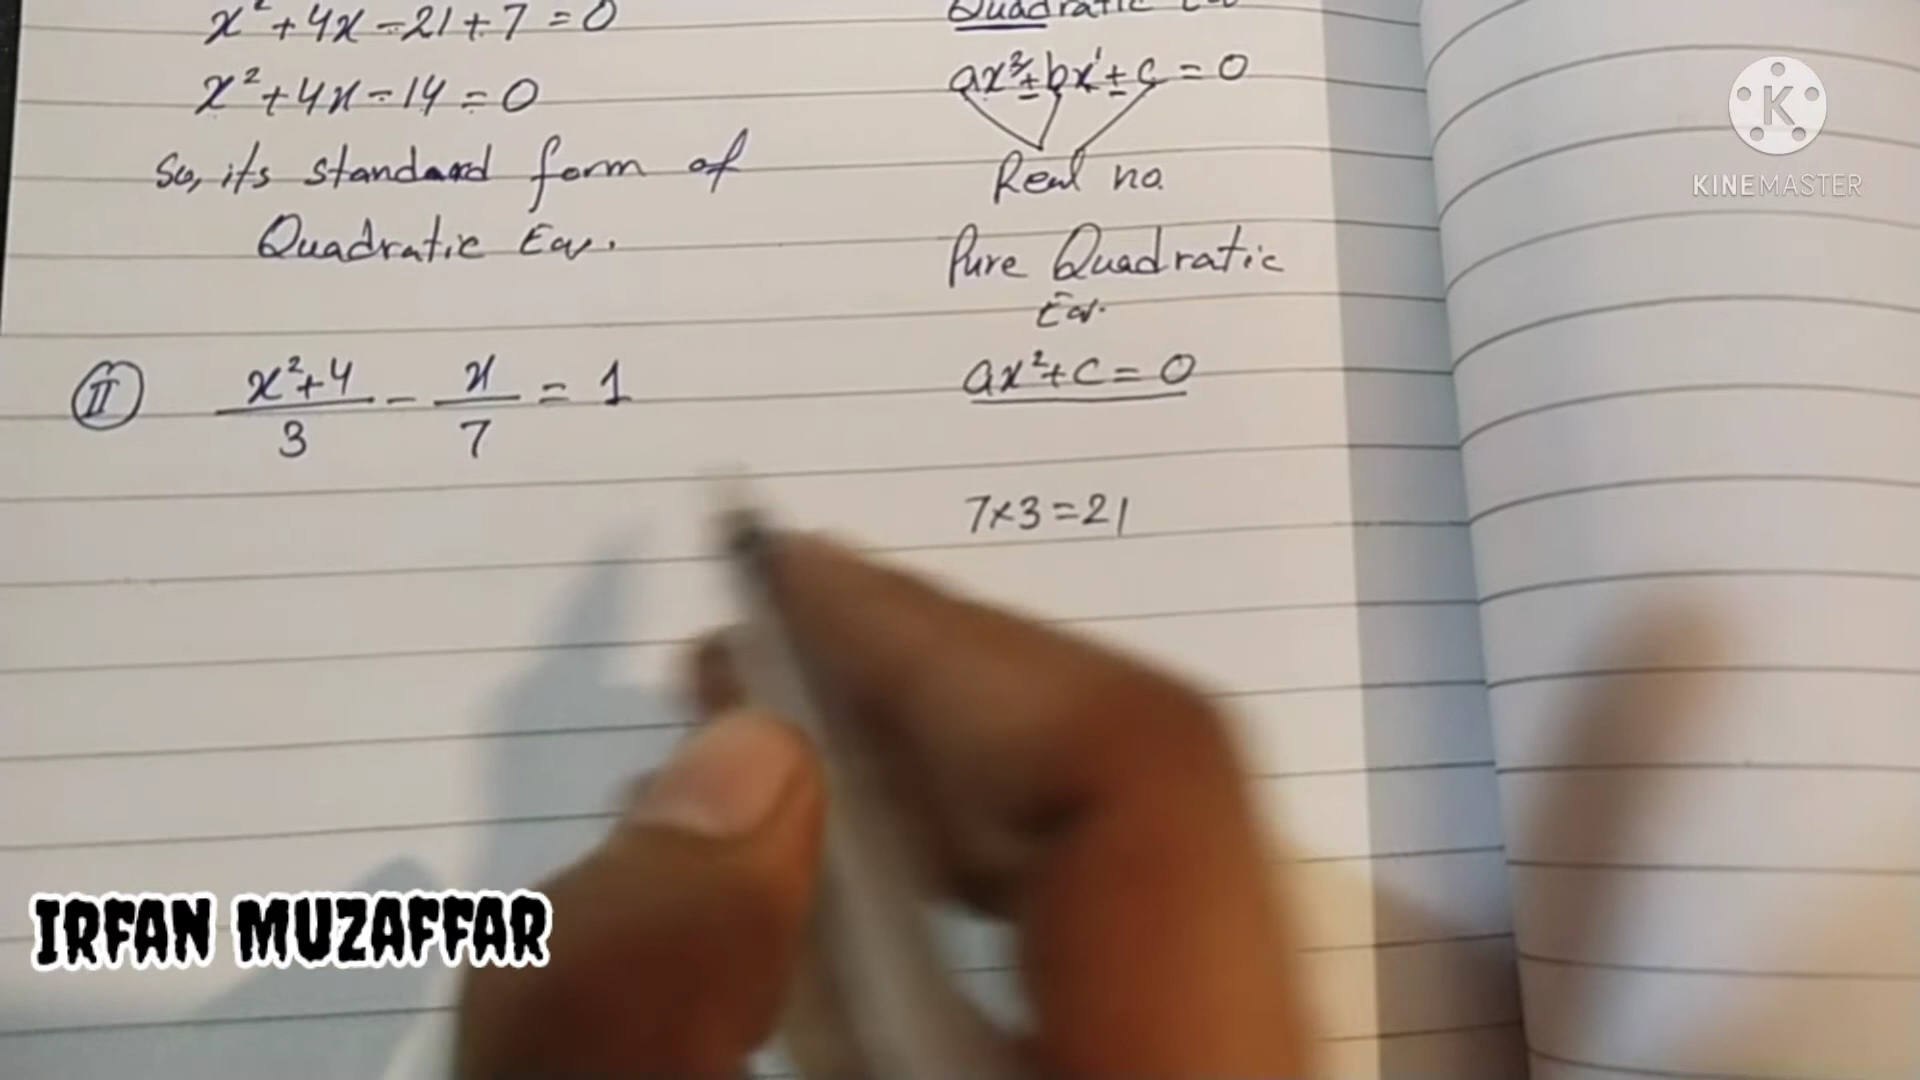 x² + 4x - 21 + 7 = 0
x² + 4x - 14 = 0
So, its standard form of
Quadratic Eq.
II x²+4/3 - x/7 = 1
Quadratic
ax² + bx¹ + c = 0
Real no.
Pure Quadratic
Eq.
ax² + c = 0
7×3=21
K
KINEMASTER
IRFAN MUZAFFAR